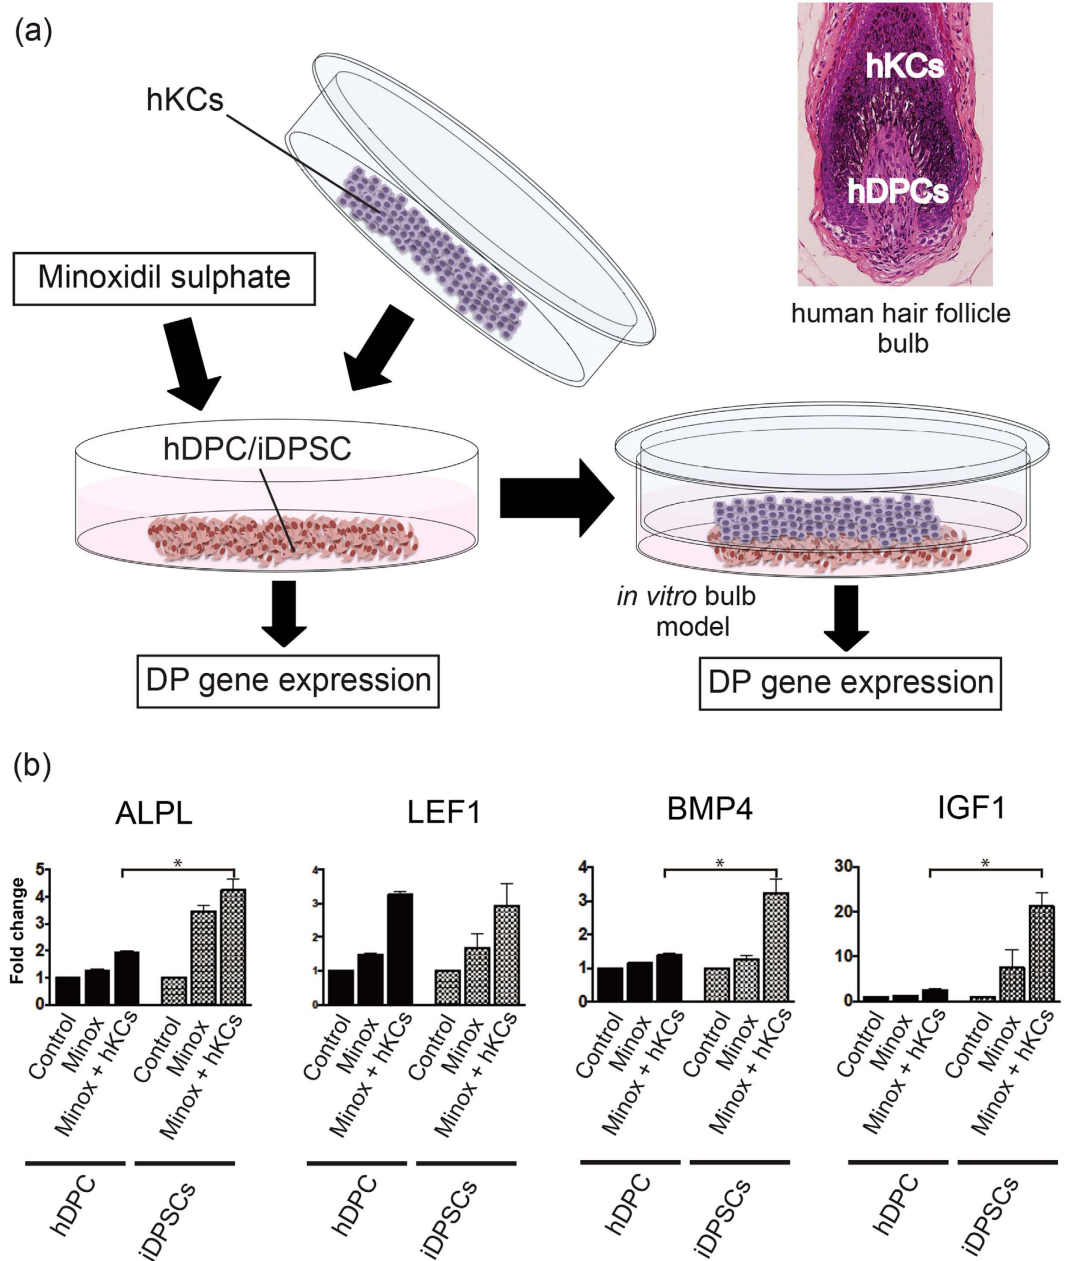 (a)
hKCs
hKCs
hDPCs
Minoxidil sulphate
human hair follicle
bulb
hDPC/iDPSC
in vitro bulb
model
DP gene expression
DP gene expression
(b)
ALPL
LEF1
BMP4
IGF1
Fold change
5
4
3
2
1
0
*
Control
Minox
Minox + hKCs
Control
Minox
Minox + hKCs
hDPC
iDPSCs
4
3
2
1
0
Control
Minox
Minox + hKCs
Control
Minox
Minox + hKCs
hDPC
iDPSCs
4
3
2
1
0
*
Control
Minox
Minox + hKCs
Control
Minox
Minox + hKCs
hDPC
iDPSCs
30
20
10
0
*
Control
Minox
Minox + hKCs
Control
Minox
Minox + hKCs
hDPC
iDPSCs